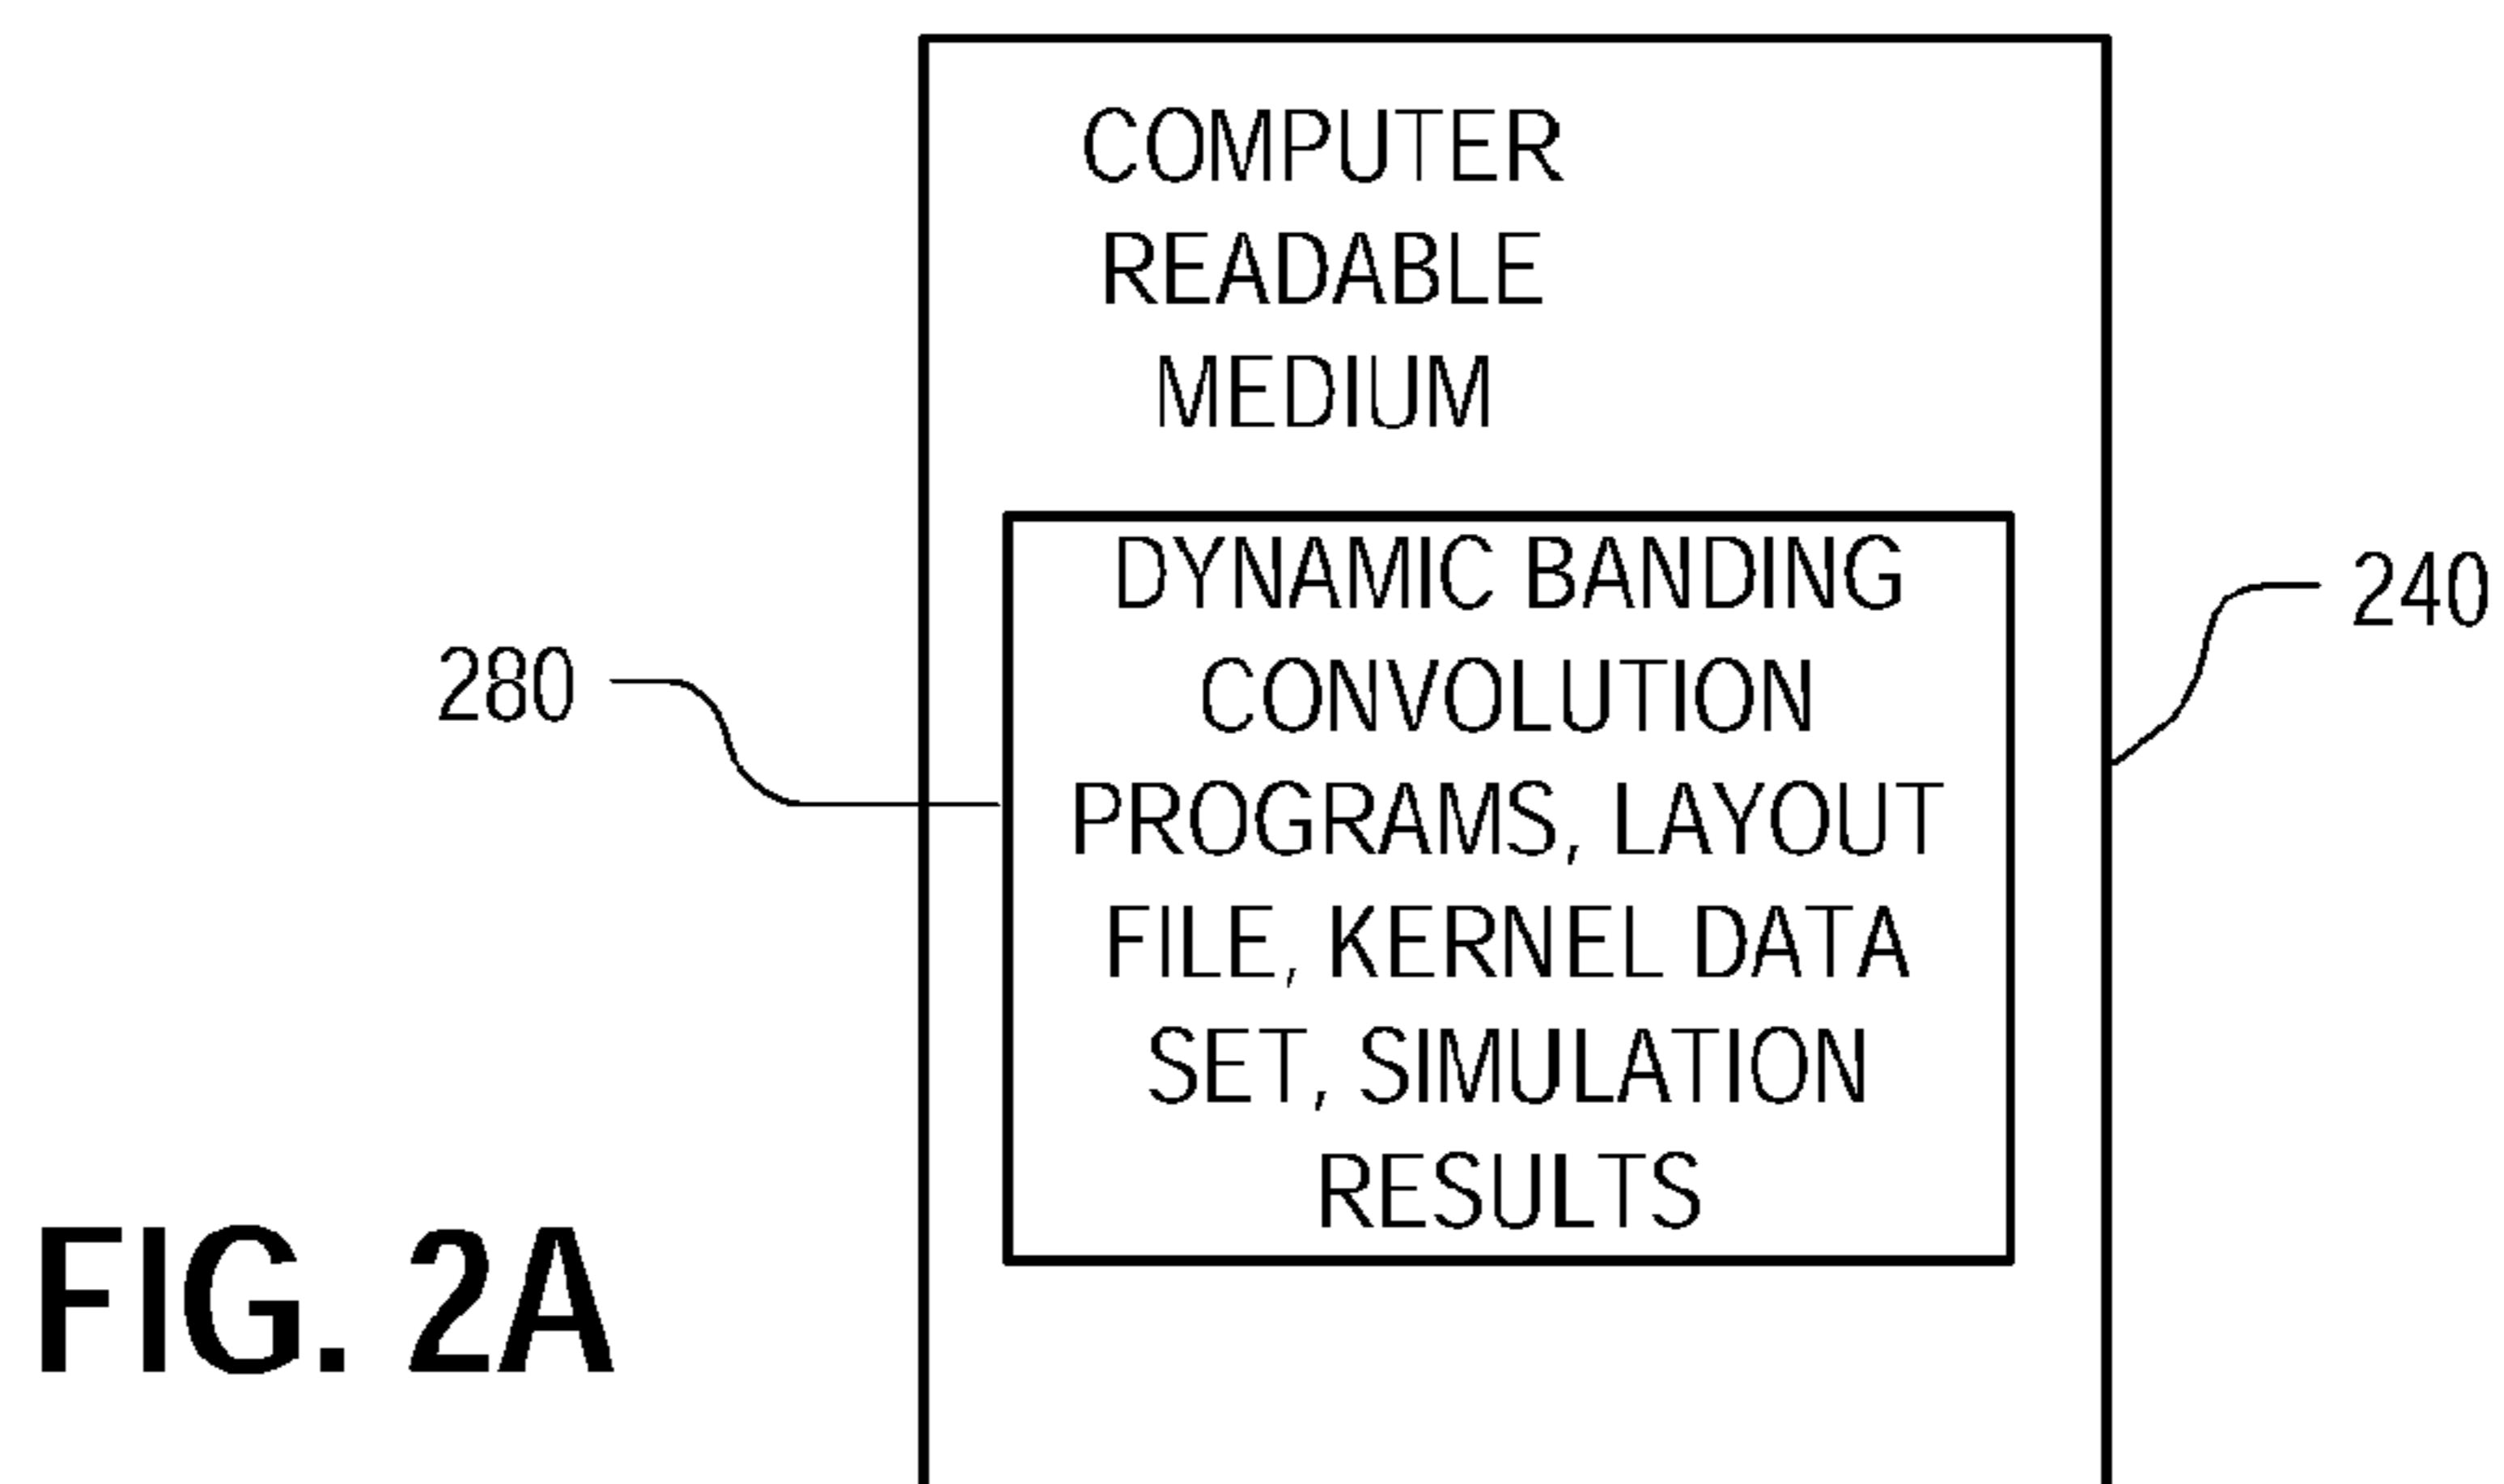 COMPUTER
READABLE
MEDIUM
DYNAMIC BANDING
CONVOLUTION
PROGRAMS, LAYOUT
FILE, KERNEL DATA
SET, SIMULATION
RESULTS
240
280
FIG. 2A